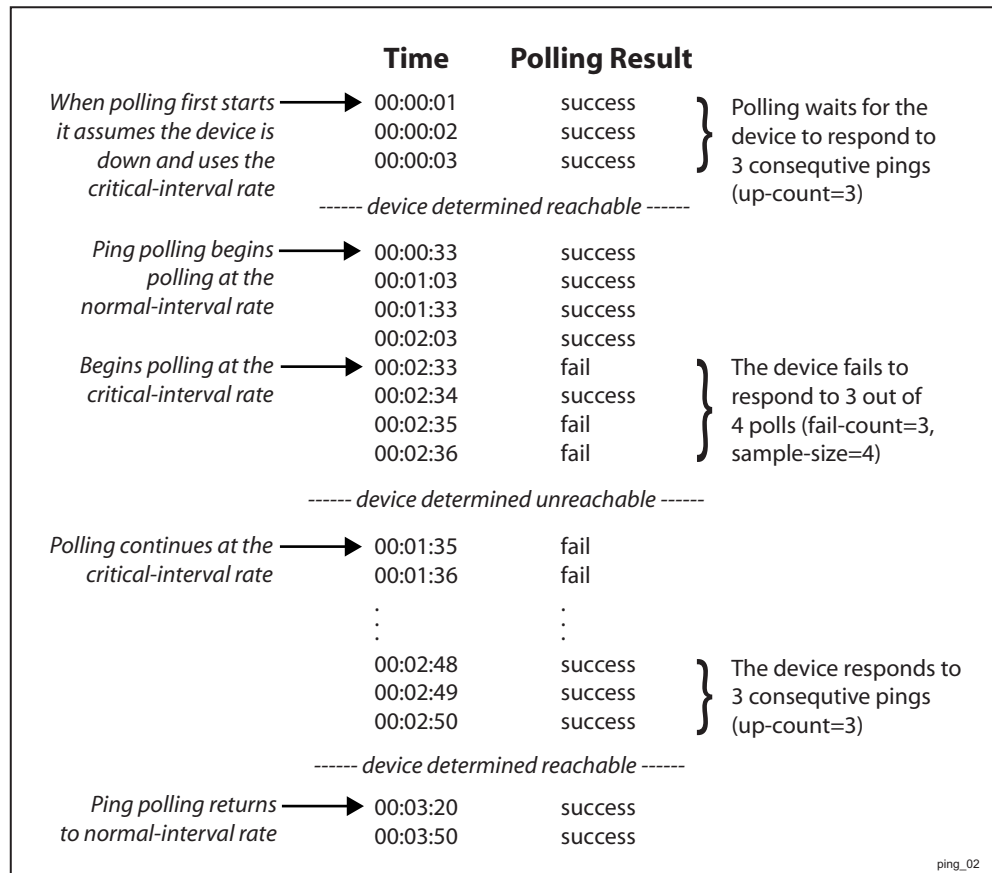 Time Polling Result
When polling first starts 00:00:01 success Polling waits for the
it assumes the device is 00:00:02 success device to respond to
down and uses the 00:00:03 success 3 consequtive pings
critical-interval rate (up-count=3)
------ device determined reachable ------
Ping polling begins 00:00:33 success
polling at the 00:01:03 success
normal-interval rate 00:01:33 success
00:02:03 success
Begins polling at the 00:02:33 fail The device fails to
critical-interval rate 00:02:34 success respond to 3 out of
00:02:35 fail 4 polls (fail-count=3,
00:02:36 fail sample-size=4)
------ device determined unreachable ------
Polling continues at the 00:01:35 fail
critical-interval rate 00:01:36 fail
. .
. .
. .
00:02:48 success The device responds to
00:02:49 success 3 consequtive pings
00:02:50 success (up-count=3)
------ device determined reachable ------
Ping polling returns 00:03:20 success
to normal-interval rate 00:03:50 success
ping_02